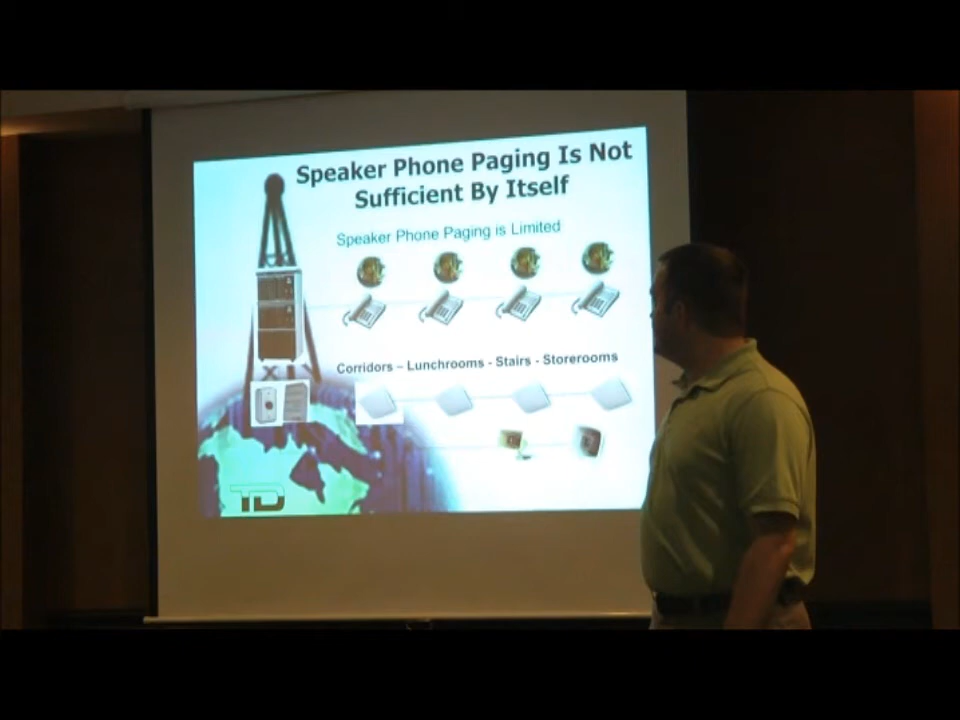 Speaker Phone Paging Is Not
Sufficient By Itself
Speaker Phone Paging is Limited
Corridors – Lunchrooms - Stairs - Storerooms
TD